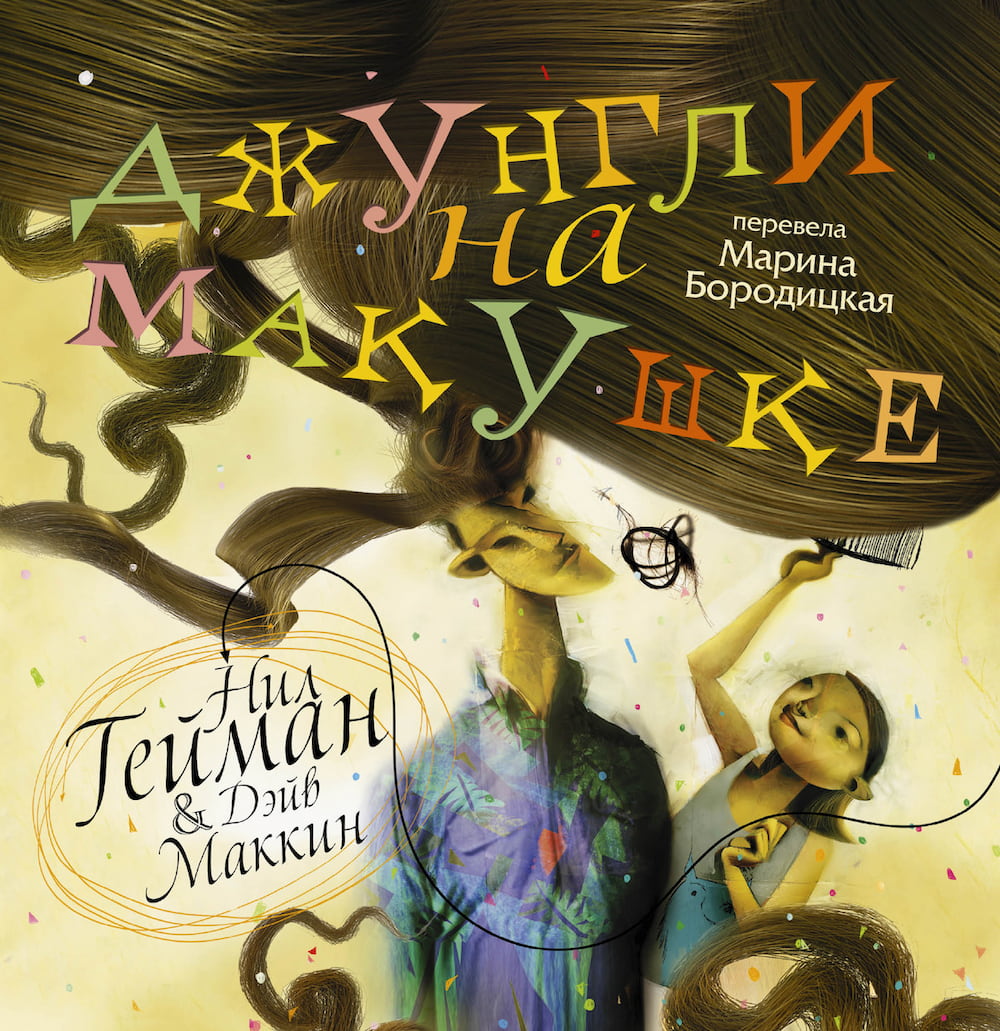 ДЖУНГЛИ
на
МАКУШКЕ
перевела
Марина
Бородицкая
Нил
Гейман
& Дэйв
Маккин